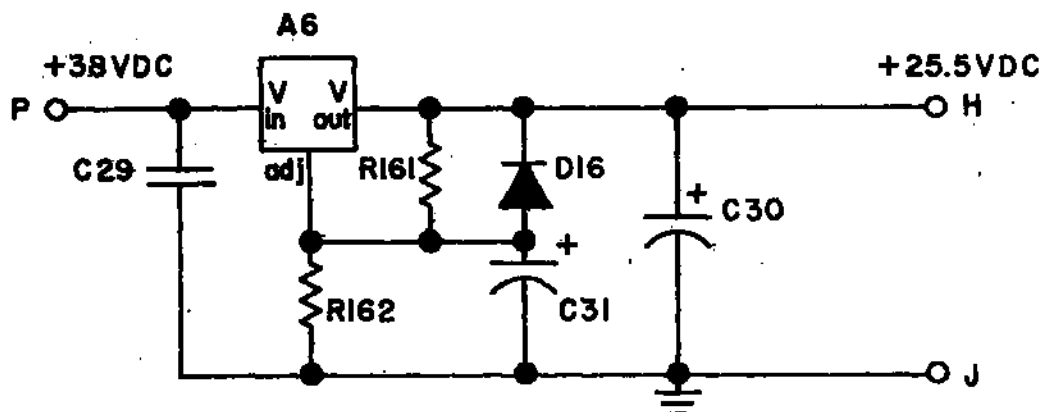 A6
+38VDC
+25.5VDC
P
V in
V out
H
C29
adj
R161
D16
+
C30
+
R162
C31
J